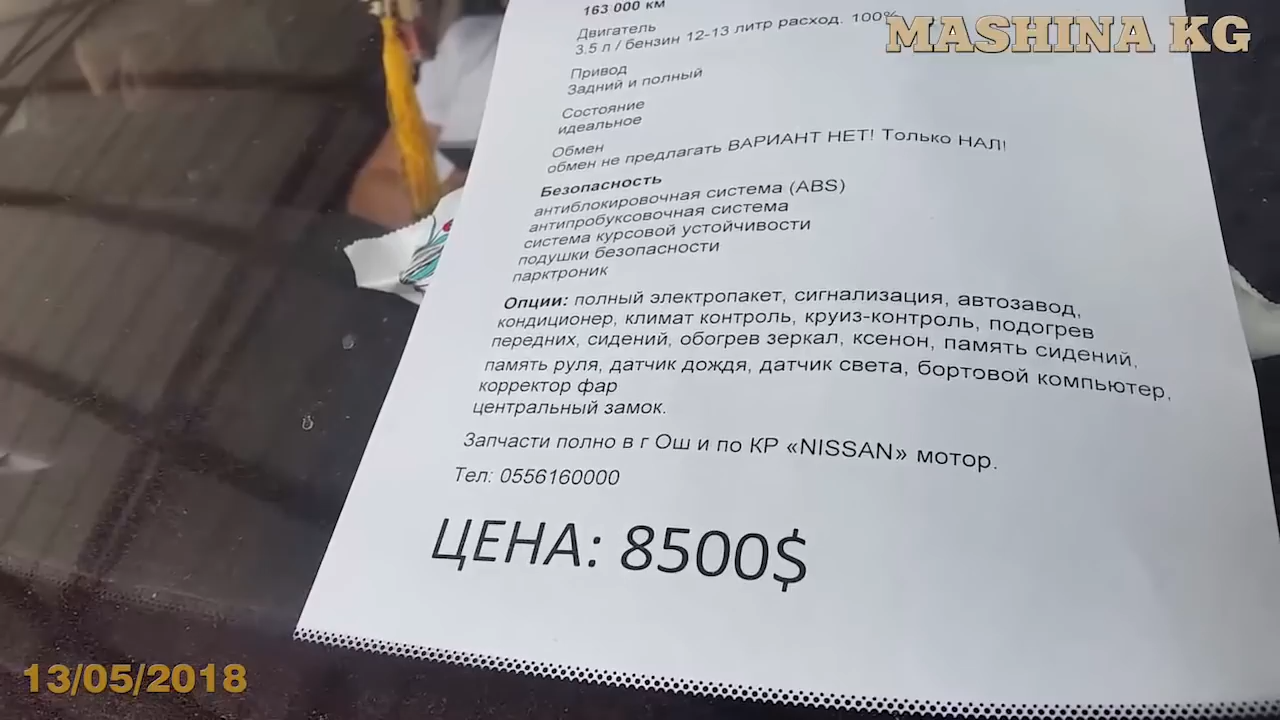 163 000 км
MASHINA KG
Двигатель
3.5 л / бензин 12-13 литр расход. 100%
Привод
Задний и полный
Состояние
идеальное
Обмен
обмен не предлагать ВАРИАНТ НЕТ! Только НАЛ!
Безопасность
антиблокировочная система (ABS)
антипробуксовочная система
система курсовой устойчивости
подушки безопасности
парктроник
Опции: полный электропакет, сигнализация, автозавод,
кондиционер, климат контроль, круиз-контроль, подогрев
передних, сидений, обогрев зеркал, ксенон, память сидений,
память руля, датчик дождя, датчик света, бортовой компьютер,
корректор фар
центральный замок.
Запчасти полно в г Ош и по КР «NISSAN» мотор.
Тел: 0556160000
ЦЕНА: 8500$
13/05/2018